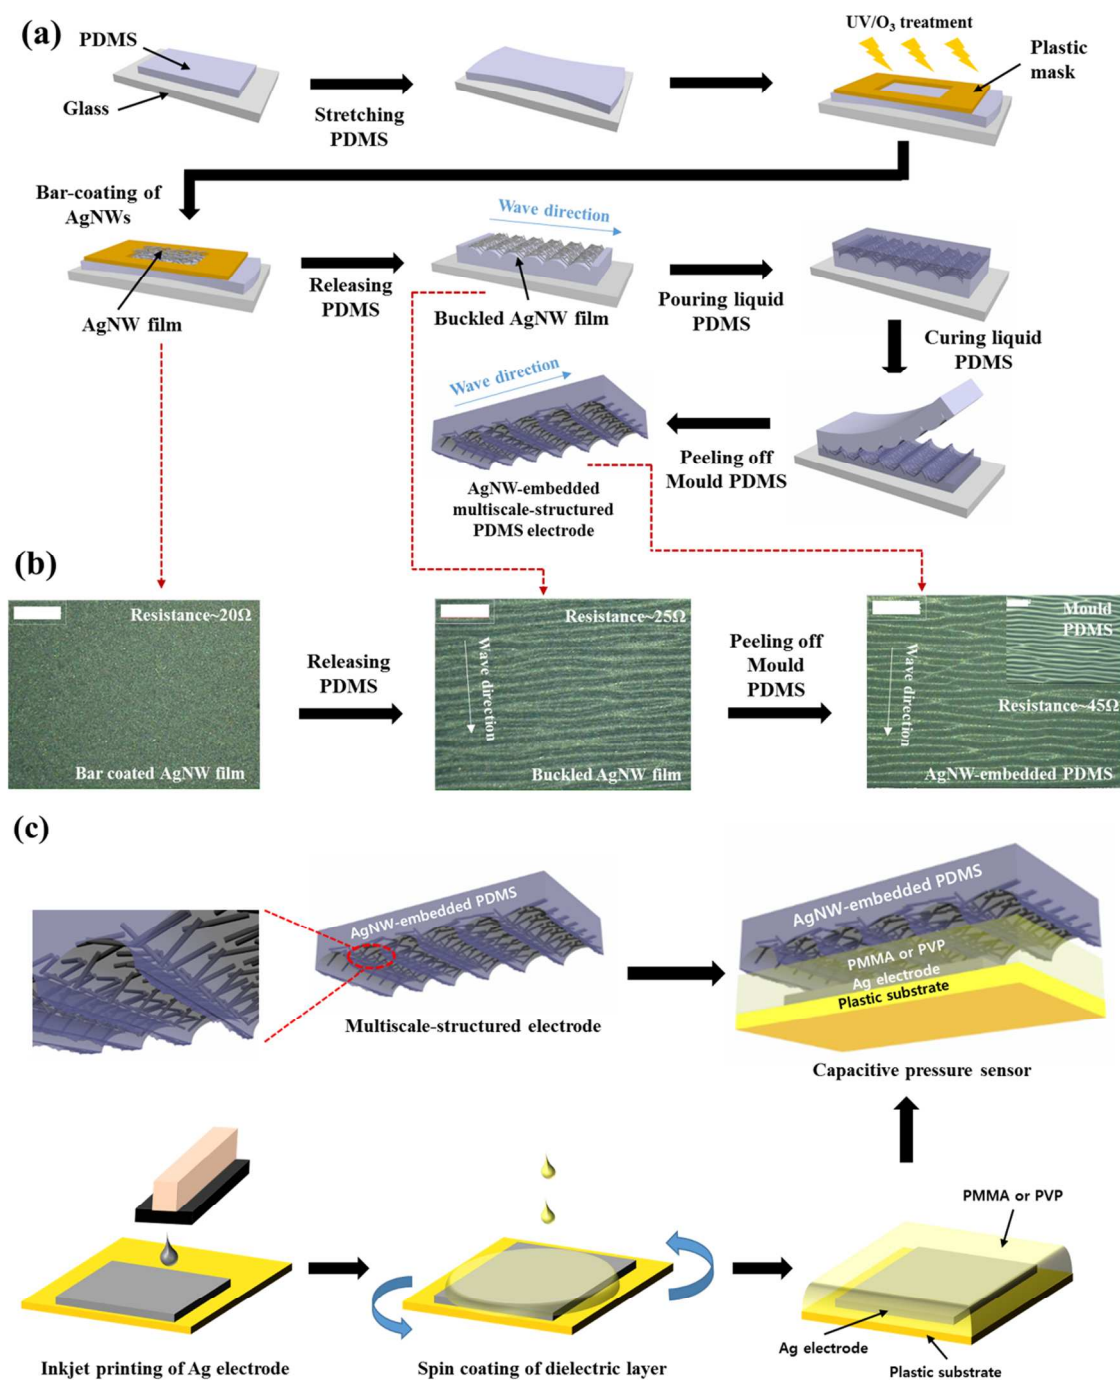 (a)
PDMS
Glass
Stretching
PDMS
UV/O₃ treatment
Plastic
mask
Bar-coating of
AgNWs
AgNW film
Releasing
PDMS
Wave direction
Buckled AgNW film
Pouring liquid
PDMS
Curing liquid
PDMS
Wave direction
Peeling off
Mould PDMS
AgNW-embedded
multiscale-structured
PDMS electrode
(b)
Resistance~20Ω
Bar coated AgNW film
Releasing
PDMS
Resistance~25Ω
Wave direction
Buckled AgNW film
Peeling off
Mould
PDMS
Mould
PDMS
Wave direction
Resistance~45Ω
AgNW-embedded PDMS
(c)
AgNW-embedded PDMS
Multiscale-structured electrode
AgNW-embedded PDMS
PMMA or PVP
Ag electrode
Plastic substrate
Capacitive pressure sensor
Inkjet printing of Ag electrode
Spin coating of dielectric layer
PMMA or PVP
Ag electrode
Plastic substrate